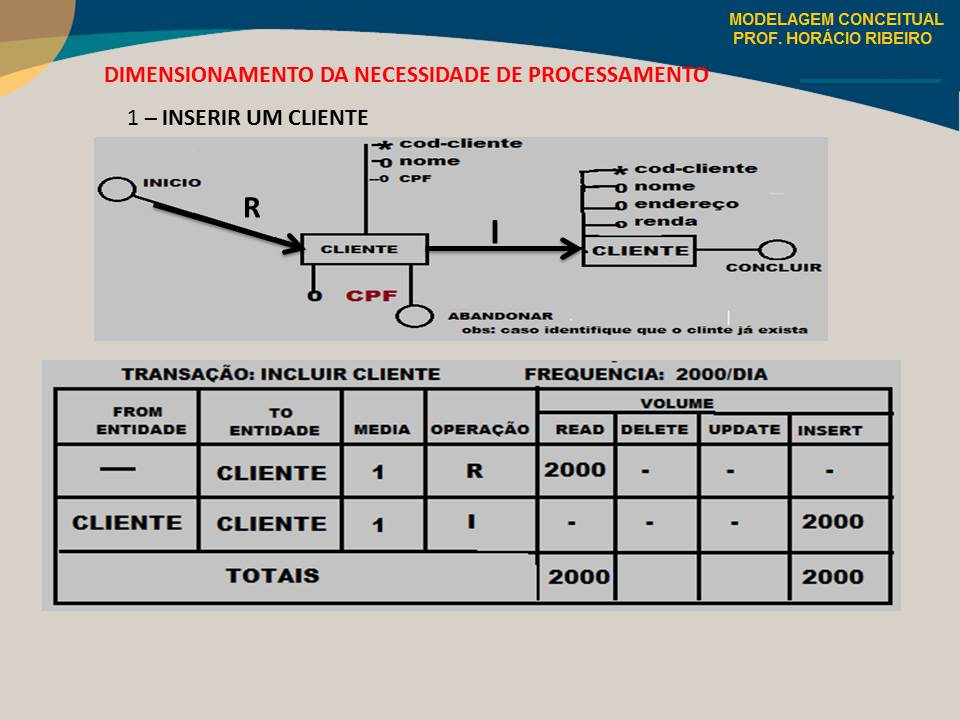 MODELAGEM CONCEITUAL
PROF. HORÁCIO RIBEIRO
DIMENSIONAMENTO DA NECESSIDADE DE PROCESSAMENTO
1 – INSERIR UM CLIENTE
* cod-cliente
o nome
o CPF
INICIO
R
CLIENTE
o CPF
ABANDONAR
obs: caso identifique que o clinte já exista
I
* cod-cliente
o nome
o endereço
o renda
CLIENTE
CONCLUIR
TRANSAÇÃO: INCLUIR CLIENTE FREQUENCIA: 2000/DIA
FROM ENTIDADE TO ENTIDADE MEDIA OPERAÇÃO VOLUME
READ DELETE UPDATE INSERT
— CLIENTE 1 R 2000 - - -
CLIENTE CLIENTE 1 I - - - 2000
TOTAIS 2000 2000